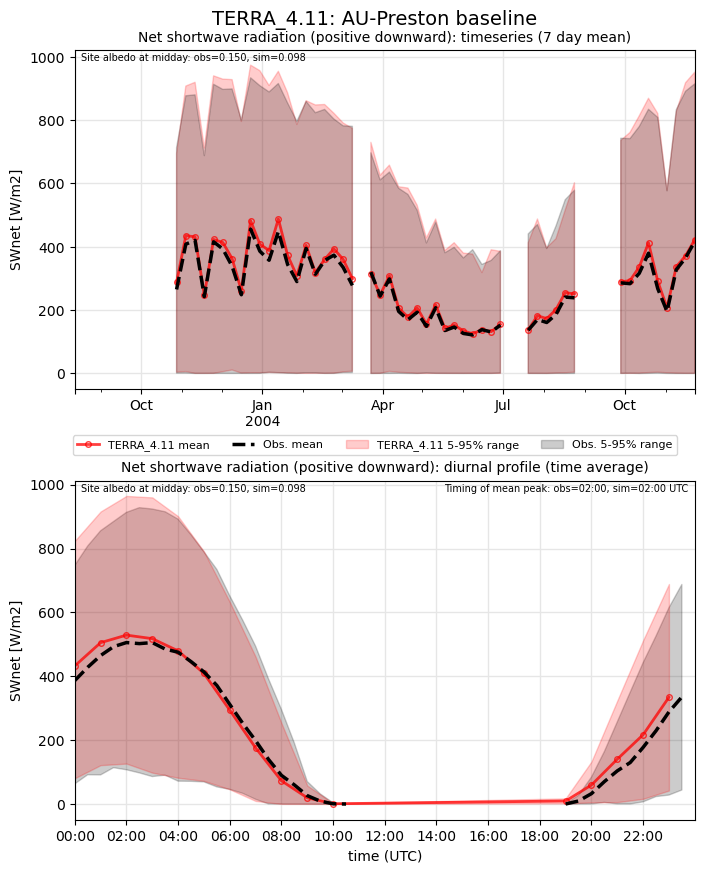 TERRA_4.11: AU-Preston baseline
Net shortwave radiation (positive downward): timeseries (7 day mean)
Site albedo at midday: obs=0.150, sim=0.098
SWnet [W/m2]
1000
800
600
400
200
0
Oct Jan Apr Jul Oct
2004
TERRA_4.11 mean Obs. mean TERRA_4.11 5-95% range Obs. 5-95% range
Net shortwave radiation (positive downward): diurnal profile (time average)
Site albedo at midday: obs=0.150, sim=0.098 Timing of mean peak: obs=02:00, sim=02:00 UTC
SWnet [W/m2]
1000
800
600
400
200
0
00:00 02:00 04:00 06:00 08:00 10:00 12:00 14:00 16:00 18:00 20:00 22:00
time (UTC)